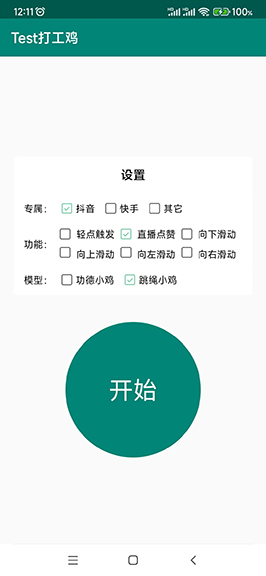 12:11 100%
Test打工鸡
设置
专属： 抖音 快手 其它
功能： 轻点触发 直播点赞 向下滑动
向上滑动 向左滑动 向右滑动
模型： 功德小鸡 跳绳小鸡
开始